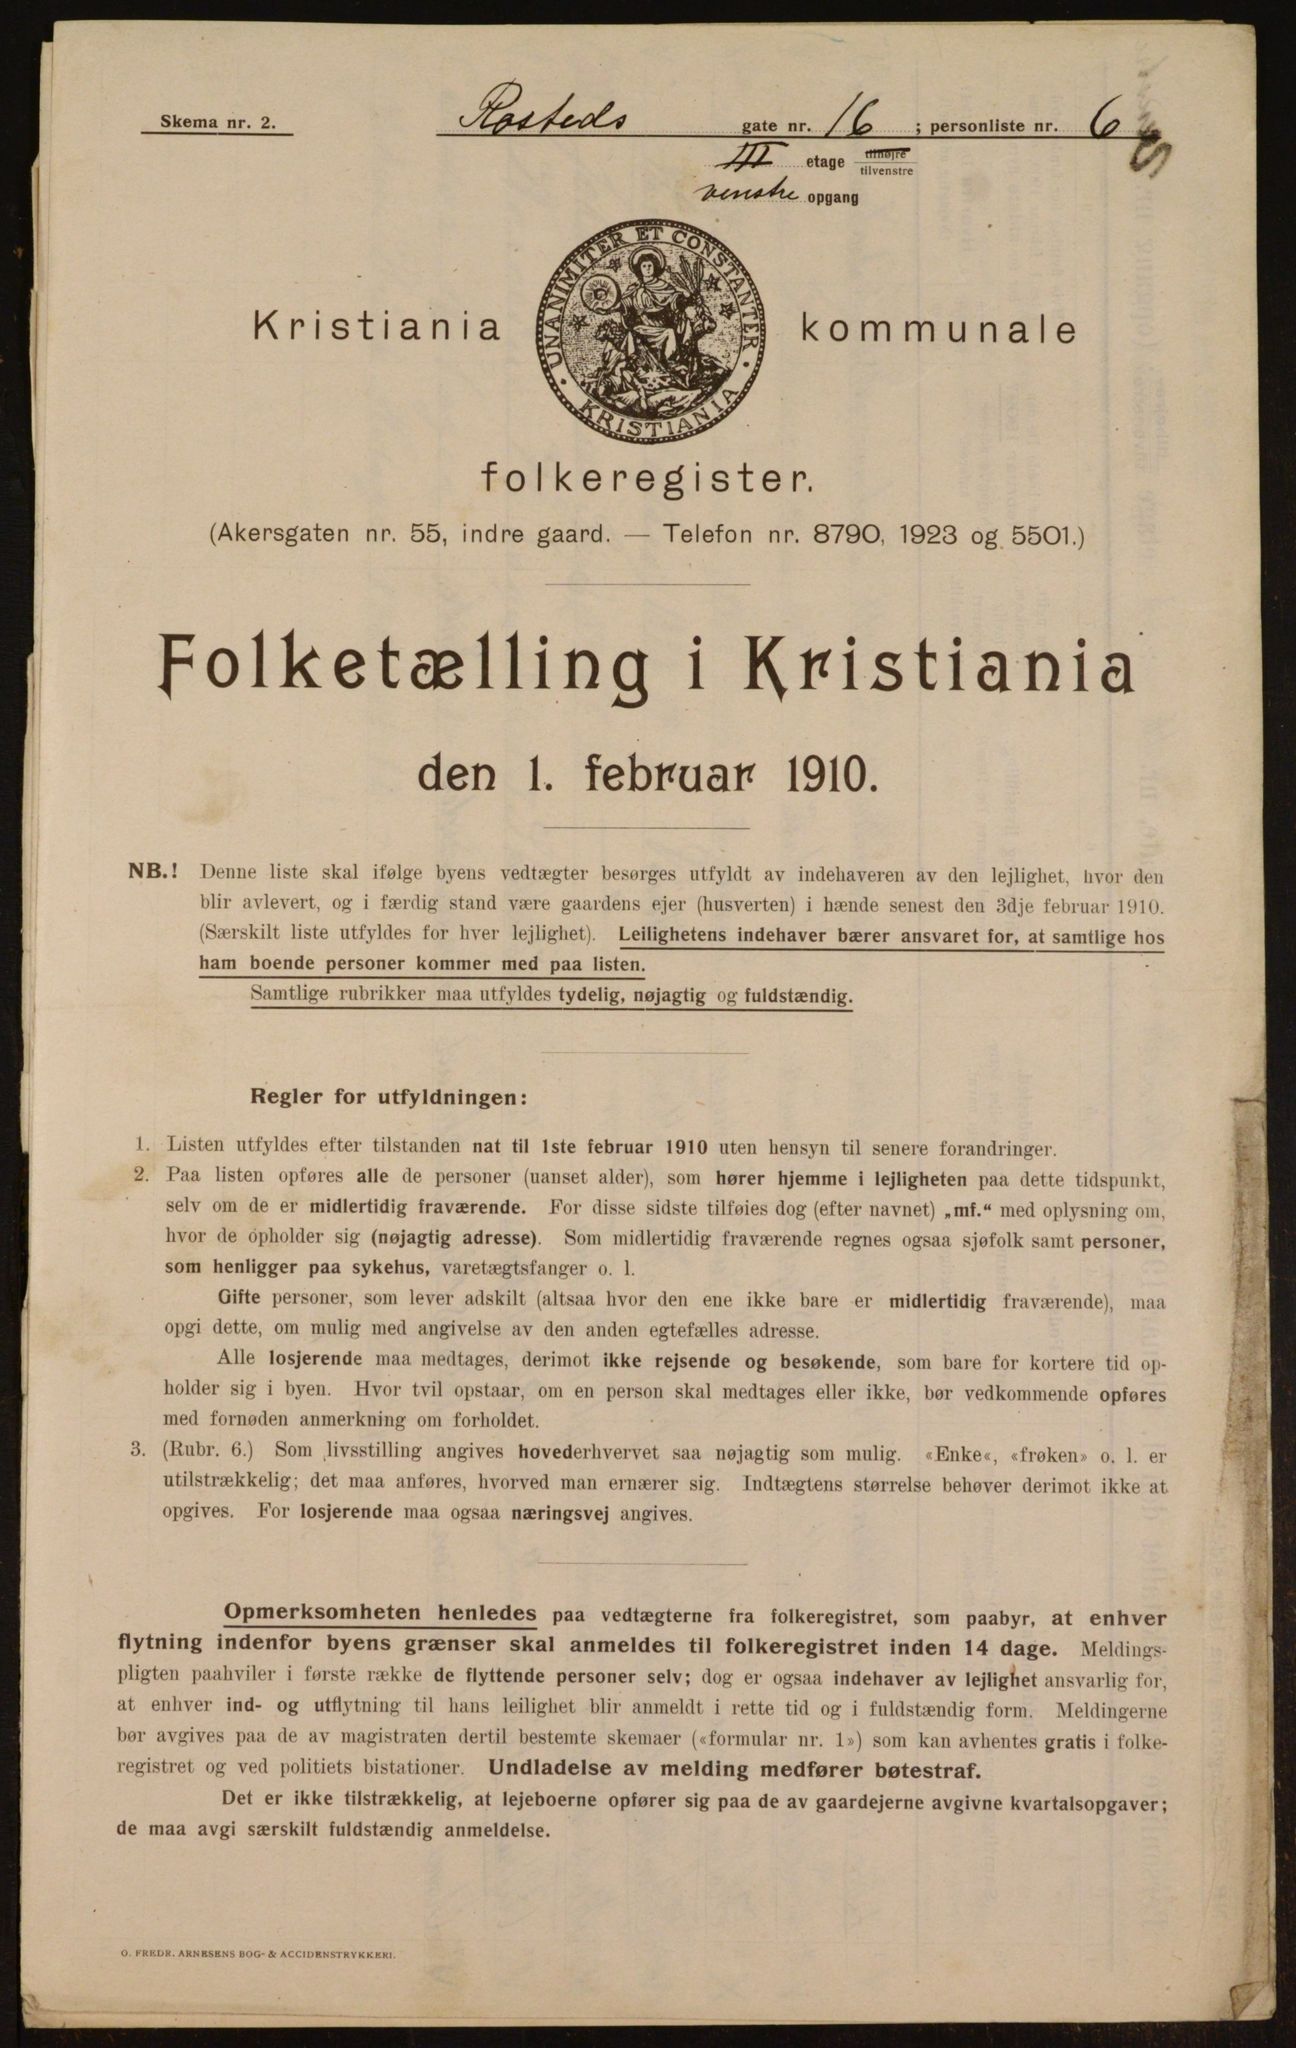 Skema nr. 2.
Rosteds gate nr. 16 ; personliste nr. 6
III etage tilhøjre
tilvenstre
venstre opgang
UNANIMITER ET CONSTANTER
KRISTIANIA
Kristiania kommunale
folkeregister.
(Akersgaten nr. 55, indre gaard. — Telefon nr. 8790, 1923 og 5501.)
Folketælling i Kristiania
den 1. februar 1910.
NB.! Denne liste skal ifølge byens vedtægter besørges utfyldt av indehaveren av den lejlighet, hvor den
blir avlevert, og i færdig stand være gaardens ejer (husverten) i hænde senest den 3dje februar 1910.
(Særskilt liste utfyldes for hver lejlighet). Leilighetens indehaver bærer ansvaret for, at samtlige hos
ham boende personer kommer med paa listen.
Samtlige rubrikker maa utfyldes tydelig, nøjagtig og fuldstændig.
Regler for utfyldningen:
1. Listen utfyldes efter tilstanden nat til 1ste februar 1910 uten hensyn til senere forandringer.
2. Paa listen opføres alle de personer (uanset alder), som hører hjemme i lejligheten paa dette tidspunkt,
selv om de er midlertidig fraværende. For disse sidste tilføies dog (efter navnet) „mf.“ med oplysning om,
hvor de opholder sig (nøjagtig adresse). Som midlertidig fraværende regnes ogsaa sjøfolk samt personer,
som henligger paa sykehus, varetægtsfanger o. l.
Gifte personer, som lever adskilt (altsaa hvor den ene ikke bare er midlertidig fraværende), maa
opgi dette, om mulig med angivelse av den anden egtefælles adresse.
Alle losjerende maa medtages, derimot ikke rejsende og besøkende, som bare for kortere tid op-
holder sig i byen. Hvor tvil opstaar, om en person skal medtages eller ikke, bør vedkommende opføres
med fornøden anmerkning om forholdet.
3. (Rubr. 6.) Som livsstilling angives hovederhvervet saa nøjagtig som mulig. «Enke«, «frøken» o. l. er
utilstrækkelig; det maa anføres, hvorved man ernærer sig. Indtægtens størrelse behøver derimot ikke at
opgives. For losjerende maa ogsaa næringsvej angives.
Opmerksomheten henledes paa vedtægterne fra folkeregistret, som paabyr, at enhver
flytning indenfor byens grænser skal anmeldes til folkeregistret inden 14 dage. Meldings-
pligten paahviler i første række de flyttende personer selv; dog er ogsaa indehaver av lejlighet ansvarlig for,
at enhver ind- og utflytning til hans leilighet blir anmeldt i rette tid og i fuldstændig form. Meldingerne
bør avgives paa de av magistraten dertil bestemte skemaer («formular nr. 1») som kan avhentes gratis i folke-
registret og ved politiets bistationer. Undladelse av melding medfører bøtestraf.
Det er ikke tilstrækkelig, at lejeboerne opfører sig paa de av gaardejerne avgivne kvartalsopgaver;
de maa avgi særskilt fuldstændig anmeldelse.
O. FREDR. ARNESENS BOG- & ACCIDENSTRYKKERI.